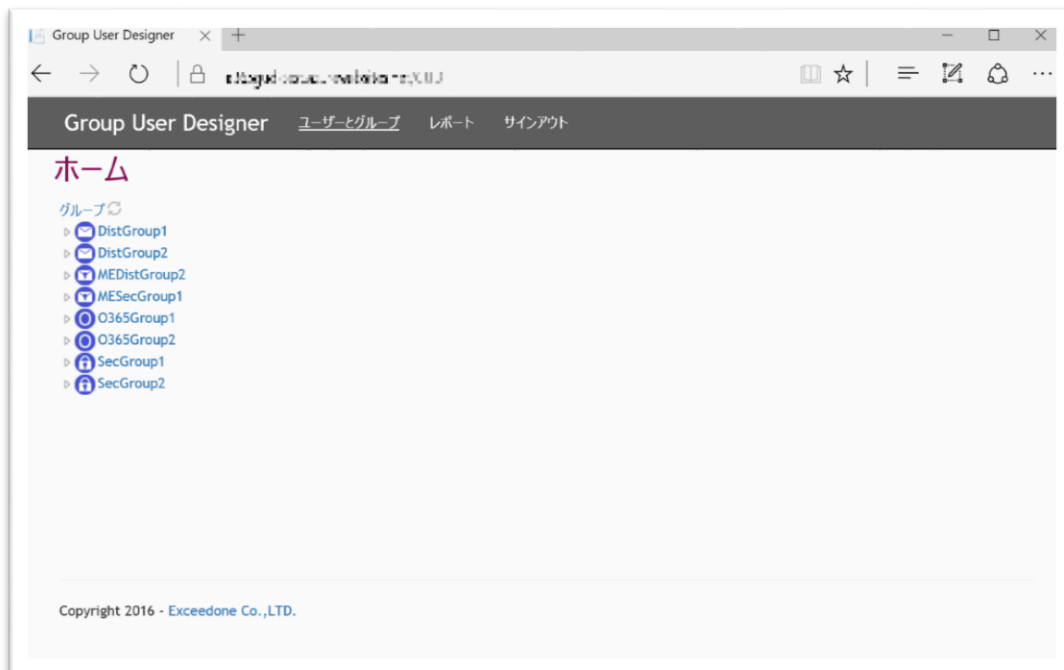 Group User Designer
Group User Designer ユーザーとグループ レポート サインアウト
ホーム
グループ
DistGroup1
DistGroup2
MEDistGroup2
MESecGroup1
O365Group1
O365Group2
SecGroup1
SecGroup2
Copyright 2016 - Exceedone Co.,LTD.